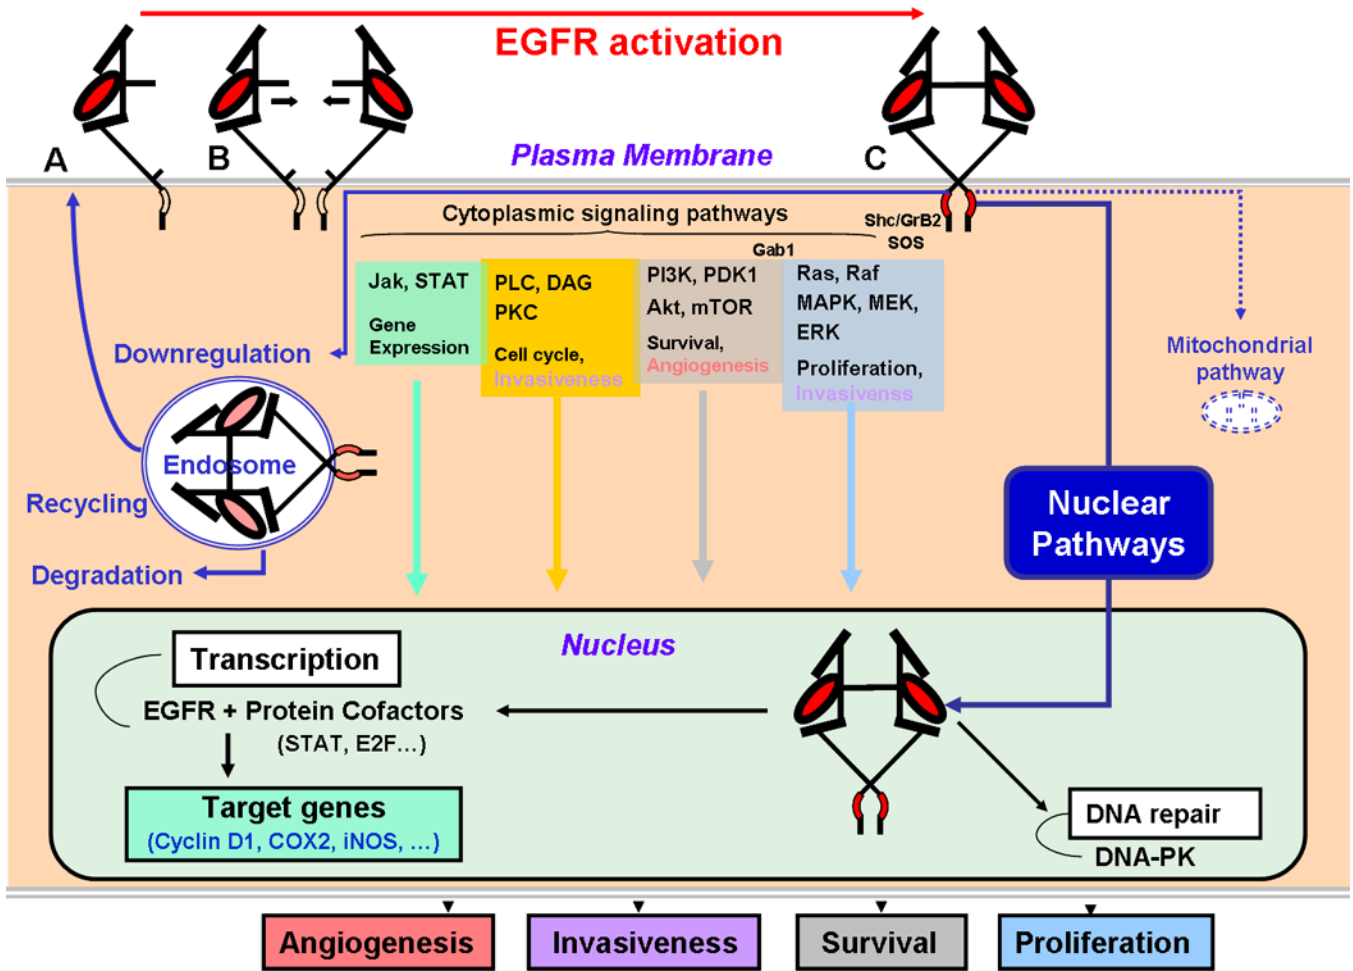 EGFR activation
A
B
C
Plasma Membrane
Cytoplasmic signaling pathways
Shc/GrB2
SOS
Gab1
Jak, STAT
Gene
Expression
PLC, DAG
PKC
Cell cycle,
Invasiveness
PI3K, PDK1
Akt, mTOR
Survival,
Angiogenesis
Ras, Raf
MAPK, MEK,
ERK
Proliferation,
Invasivenss
Mitochondrial
pathway
Downregulation
Endosome
Recycling
Degradation
Nuclear
Pathways
Nucleus
Transcription
EGFR + Protein Cofactors
(STAT, E2F...)
Target genes
(Cyclin D1, COX2, iNOS, ...)
DNA repair
DNA-PK
Angiogenesis
Invasiveness
Survival
Proliferation